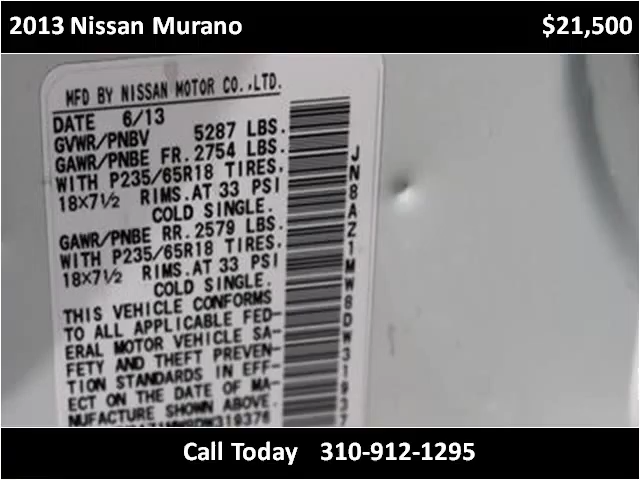 2013 Nissan Murano
$21,500
MFD BY NISSAN MOTOR CO.,LTD.
DATE 6/13
GVWR/PNBV 5287 LBS.
GAWR/PNBE FR. 2754 LBS.
WITH P235/65R18 TIRES,
18×7½ RIMS.AT 33 PSI
COLD SINGLE.
GAWR/PNBE RR. 2579 LBS.
WITH P235/65R18 TIRES,
18×7½ RIMS.AT 33 PSI
COLD SINGLE.
THIS VEHICLE CONFORMS
TO ALL APPLICABLE FED-
ERAL MOTOR VEHICLE SA-
FETY AND THEFT PREVEN-
TION STANDARDS IN EFF-
ECT ON THE DATE OF MA-
NUFACTURE SHOWN ABOVE.
JN8AZ1MW8DW31937
Call Today 310-912-1295